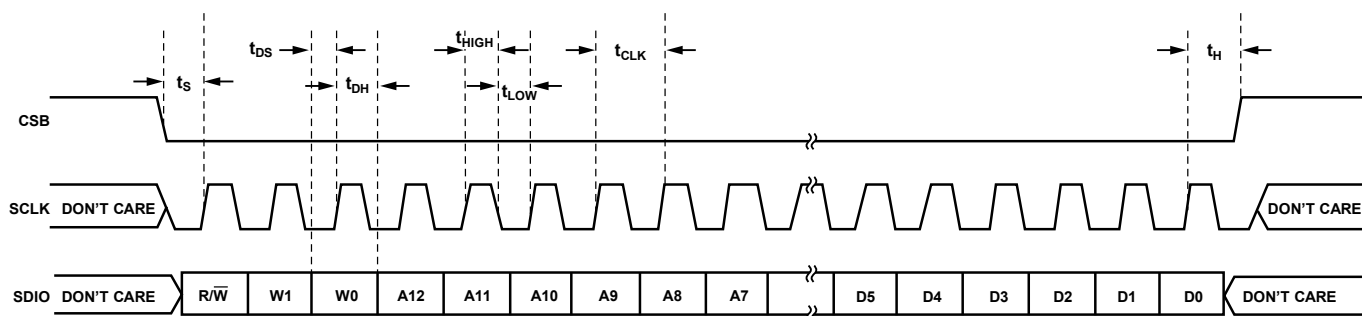 tDS tHIGH tCLK tH
tS tDH tLOW
CSB
SCLK DON'T CARE DON'T CARE
SDIO DON'T CARE R/W̅ W1 W0 A12 A11 A10 A9 A8 A7 D5 D4 D3 D2 D1 D0 DON'T CARE